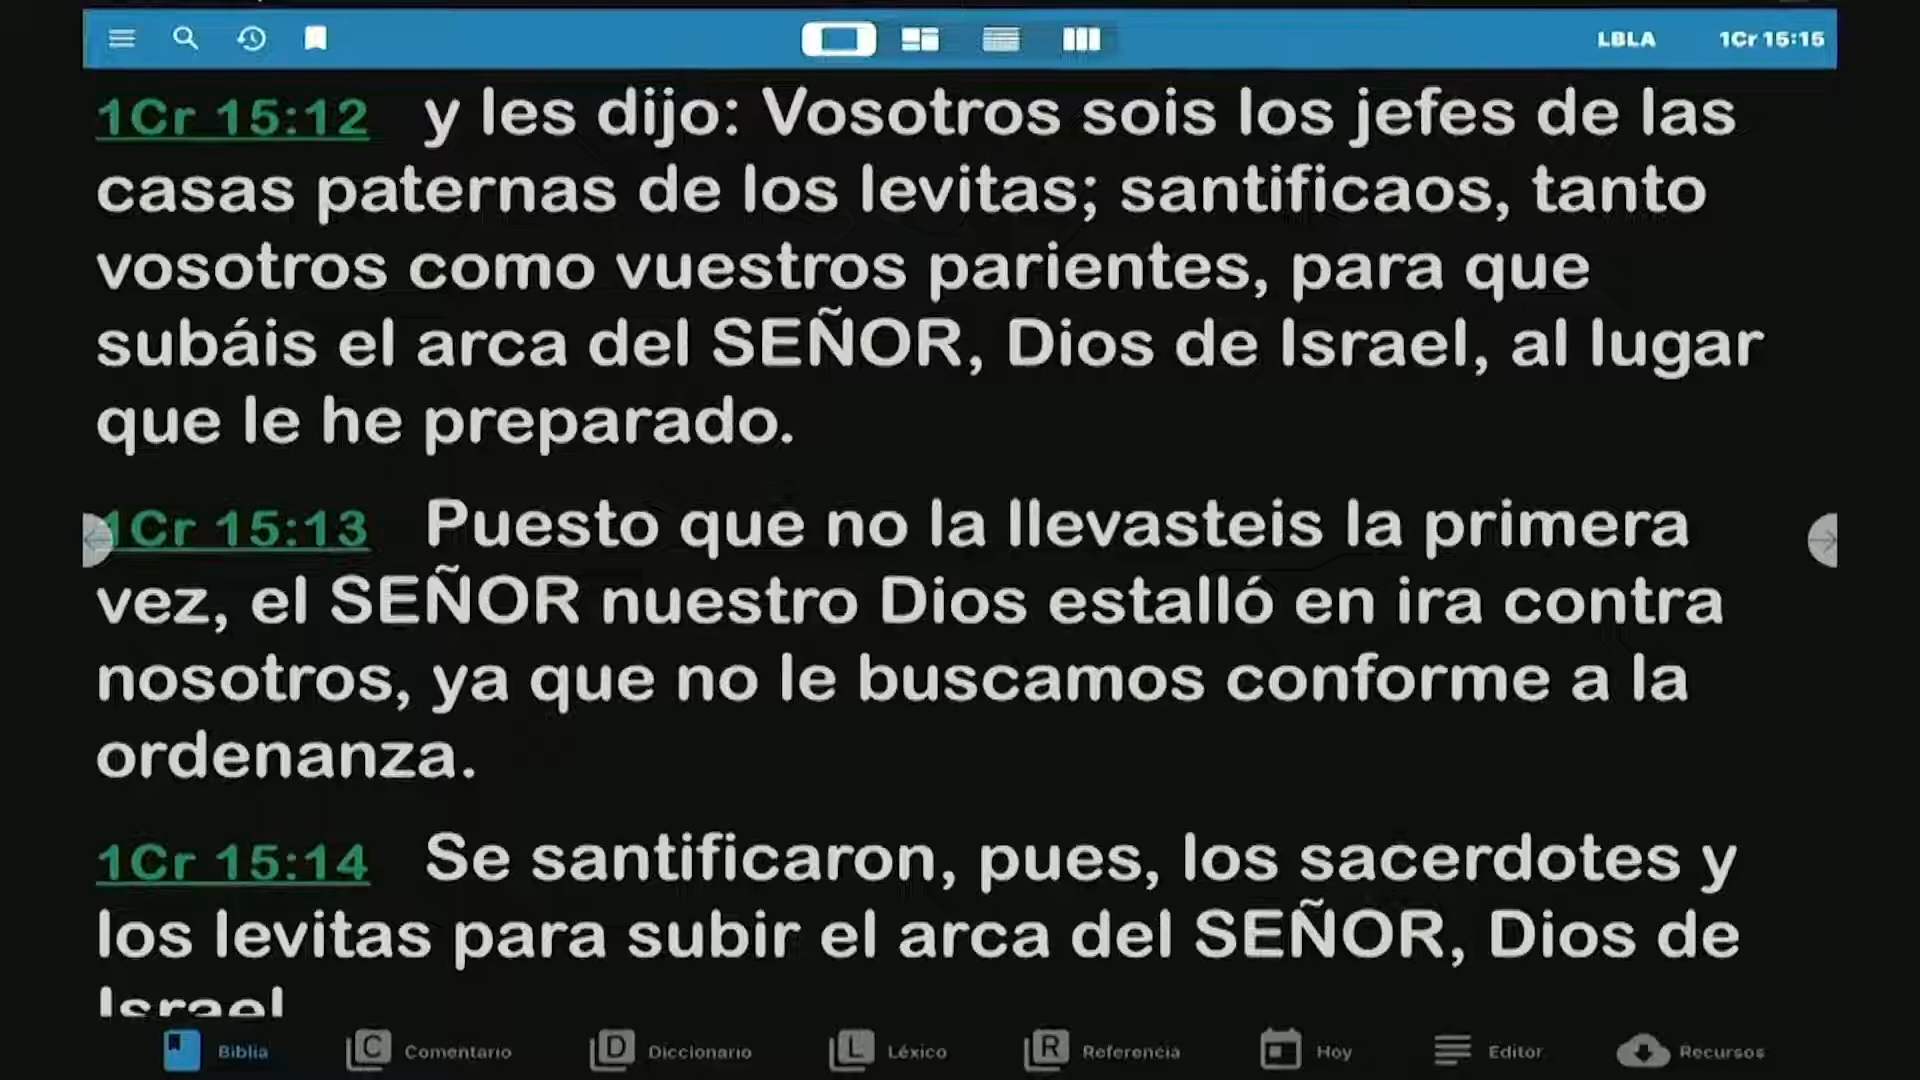 LBLA 1Cr 15:15
1Cr 15:12 y les dijo: Vosotros sois los jefes de las
casas paternas de los levitas; santificaos, tanto
vosotros como vuestros parientes, para que
subáis el arca del SEÑOR, Dios de Israel, al lugar
que le he preparado.
1Cr 15:13 Puesto que no la llevasteis la primera
vez, el SEÑOR nuestro Dios estalló en ira contra
nosotros, ya que no le buscamos conforme a la
ordenanza.
1Cr 15:14 Se santificaron, pues, los sacerdotes y
los levitas para subir el arca del SEÑOR, Dios de
Israel
Biblia C Comentario D Diccionario L Léxico R Referencia Hoy Editor Recursos